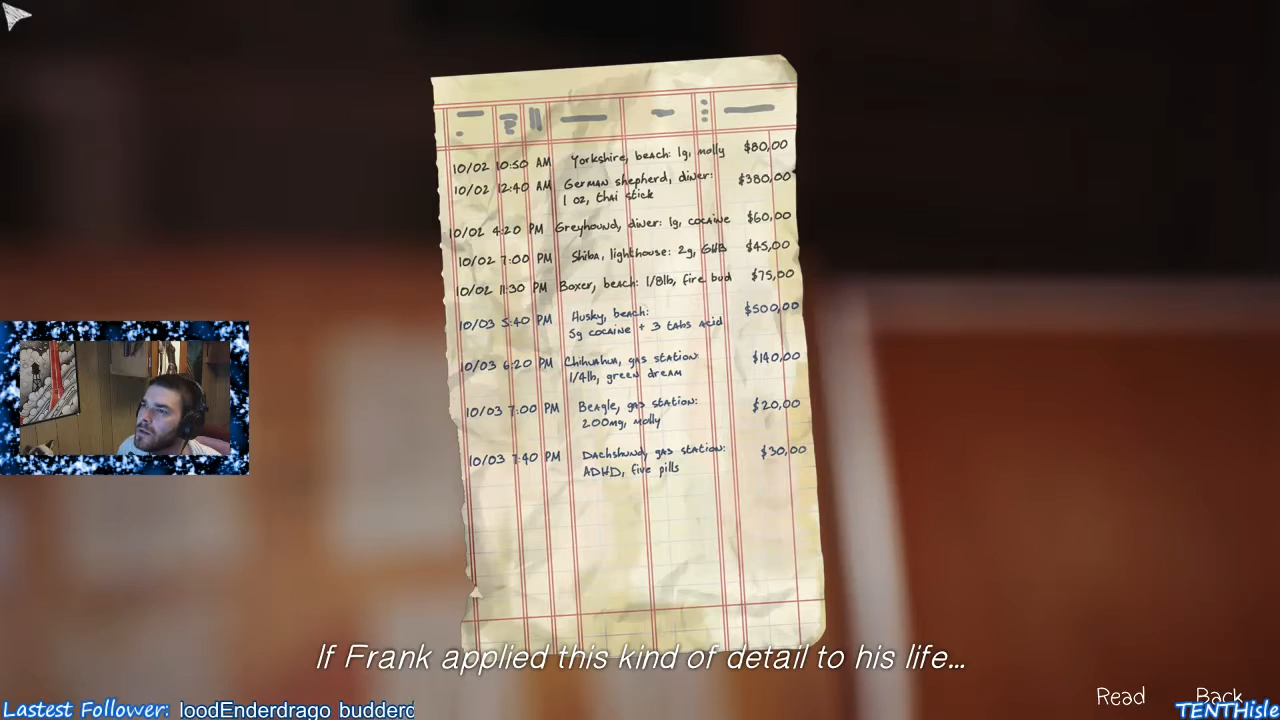 10/02 10:50 AM Yorkshire, beach: 1g, molly $80,00
10/02 12:40 AM German shepherd, diner: $380,00
1 oz, thai stick
10/02 4:20 PM Greyhound, diner: 1g, cocaine $60,00
10/02 7:00 PM Shiba, lighthouse: 2g, GHB $45,00
10/02 11:30 PM Boxer, beach: 1/8lb, fire bud $75,00
10/03 5:40 PM Husky, beach: $500,00
5g cocaine + 3 tabs acid
10/03 6:20 PM Chihuahua, gas station: $140,00
1/4lb, green dream
10/03 7:00 PM Beagle, gas station: $20,00
200mg, molly
10/03 7:40 PM Dachshund, gas station: $30,00
ADHD, five pills
If Frank applied this kind of detail to his life...
Read Back
Lastest Follower: loodEnderdrago budderc
TENTHisle